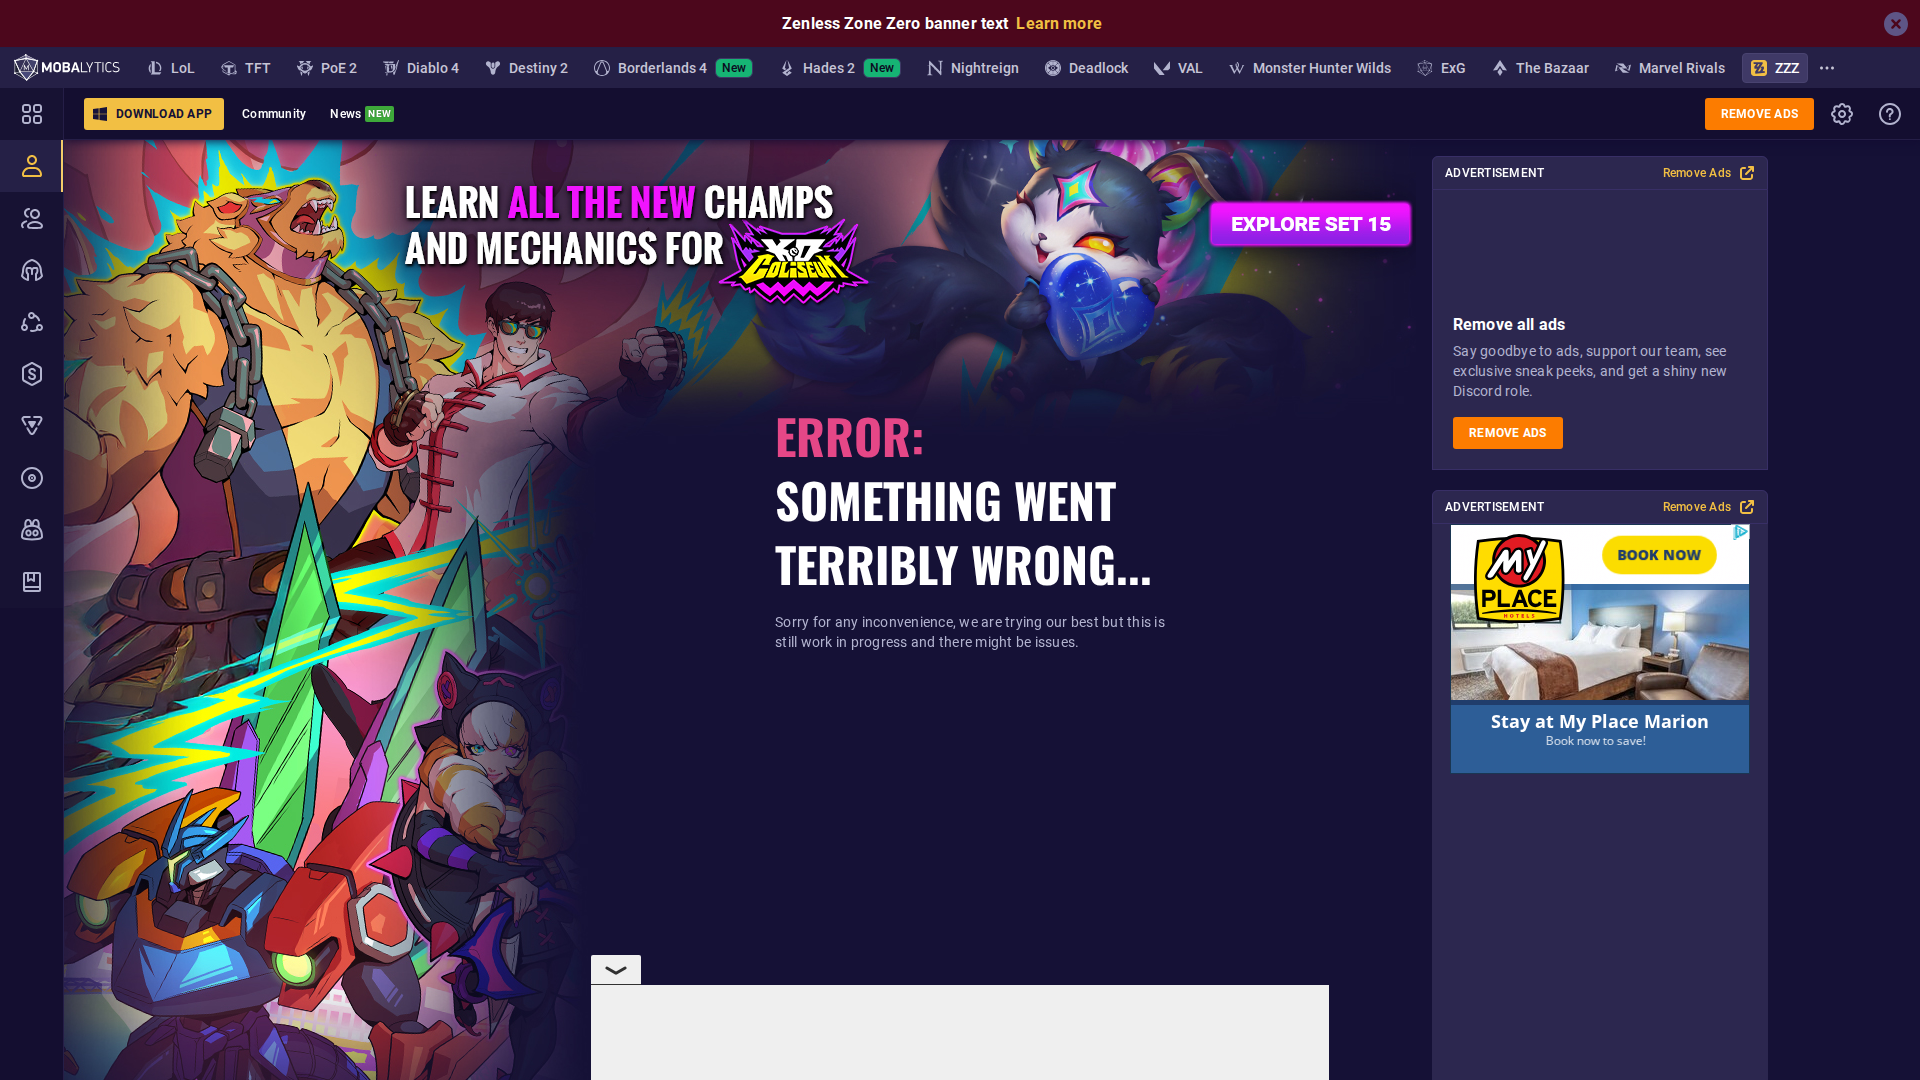 Zenless Zone Zero banner text Learn more
MOBALYTICS LoL TFT PoE 2 Diablo 4 Destiny 2 Borderlands 4 New Hades 2 New Nightreign Deadlock VAL Monster Hunter Wilds ExG The Bazaar Marvel Rivals ZZZ
DOWNLOAD APP Community News NEW REMOVE ADS
LEARN ALL THE NEW CHAMPS
AND MECHANICS FOR
COLISEUM
EXPLORE SET 15
ERROR:
SOMETHING WENT
TERRIBLY WRONG...
Sorry for any inconvenience, we are trying our best but this is
still work in progress and there might be issues.
ADVERTISEMENT Remove Ads
Remove all ads
Say goodbye to ads, support our team, see
exclusive sneak peeks, and get a shiny new
Discord role.
REMOVE ADS
ADVERTISEMENT Remove Ads
My
PLACE
HOTELS
BOOK NOW
Stay at My Place Marion
Book now to save!